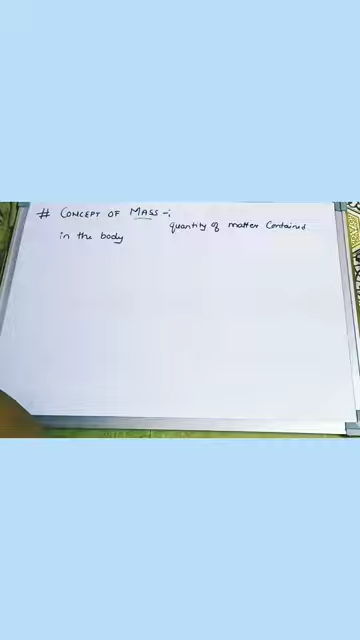 # CONCEPT OF MASS -:
quantity of matter contained
in the body